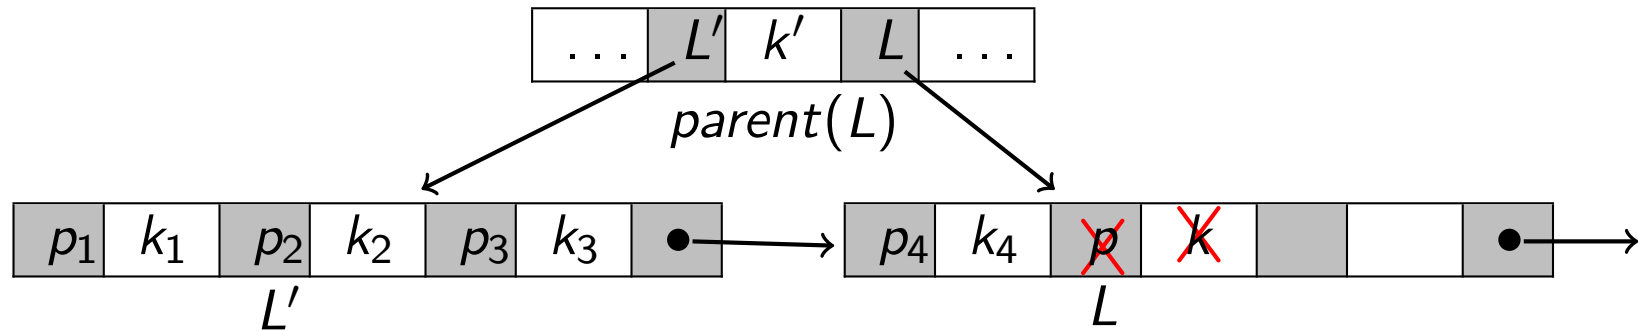 ... L′ k′ L ...
parent(L)
p₁ k₁ p₂ k₂ p₃ k₃ p₄ k₄ p k
L′ L